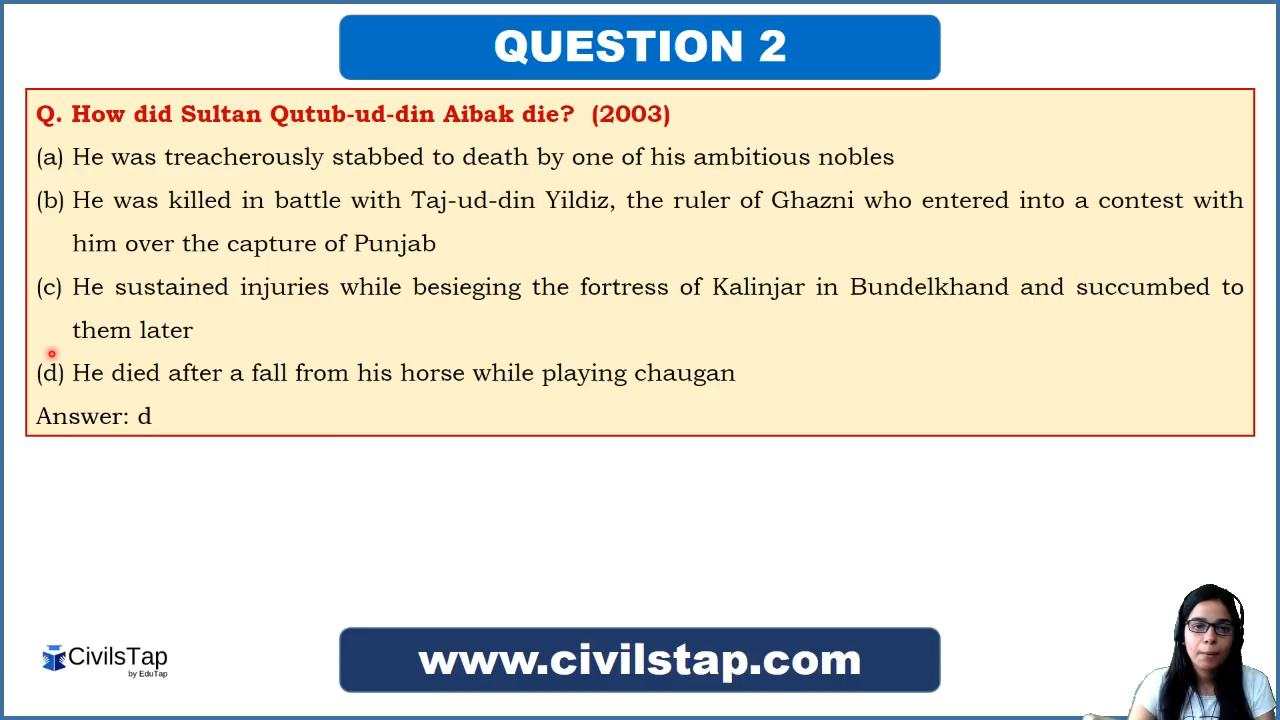 QUESTION 2
Q. How did Sultan Qutub-ud-din Aibak die? (2003)
(a) He was treacherously stabbed to death by one of his ambitious nobles
(b) He was killed in battle with Taj-ud-din Yildiz, the ruler of Ghazni who entered into a contest with
him over the capture of Punjab
(c) He sustained injuries while besieging the fortress of Kalinjar in Bundelkhand and succumbed to
them later
(d) He died after a fall from his horse while playing chaugan
Answer: d
CivilsTap
by EduTap
www.civilstap.com